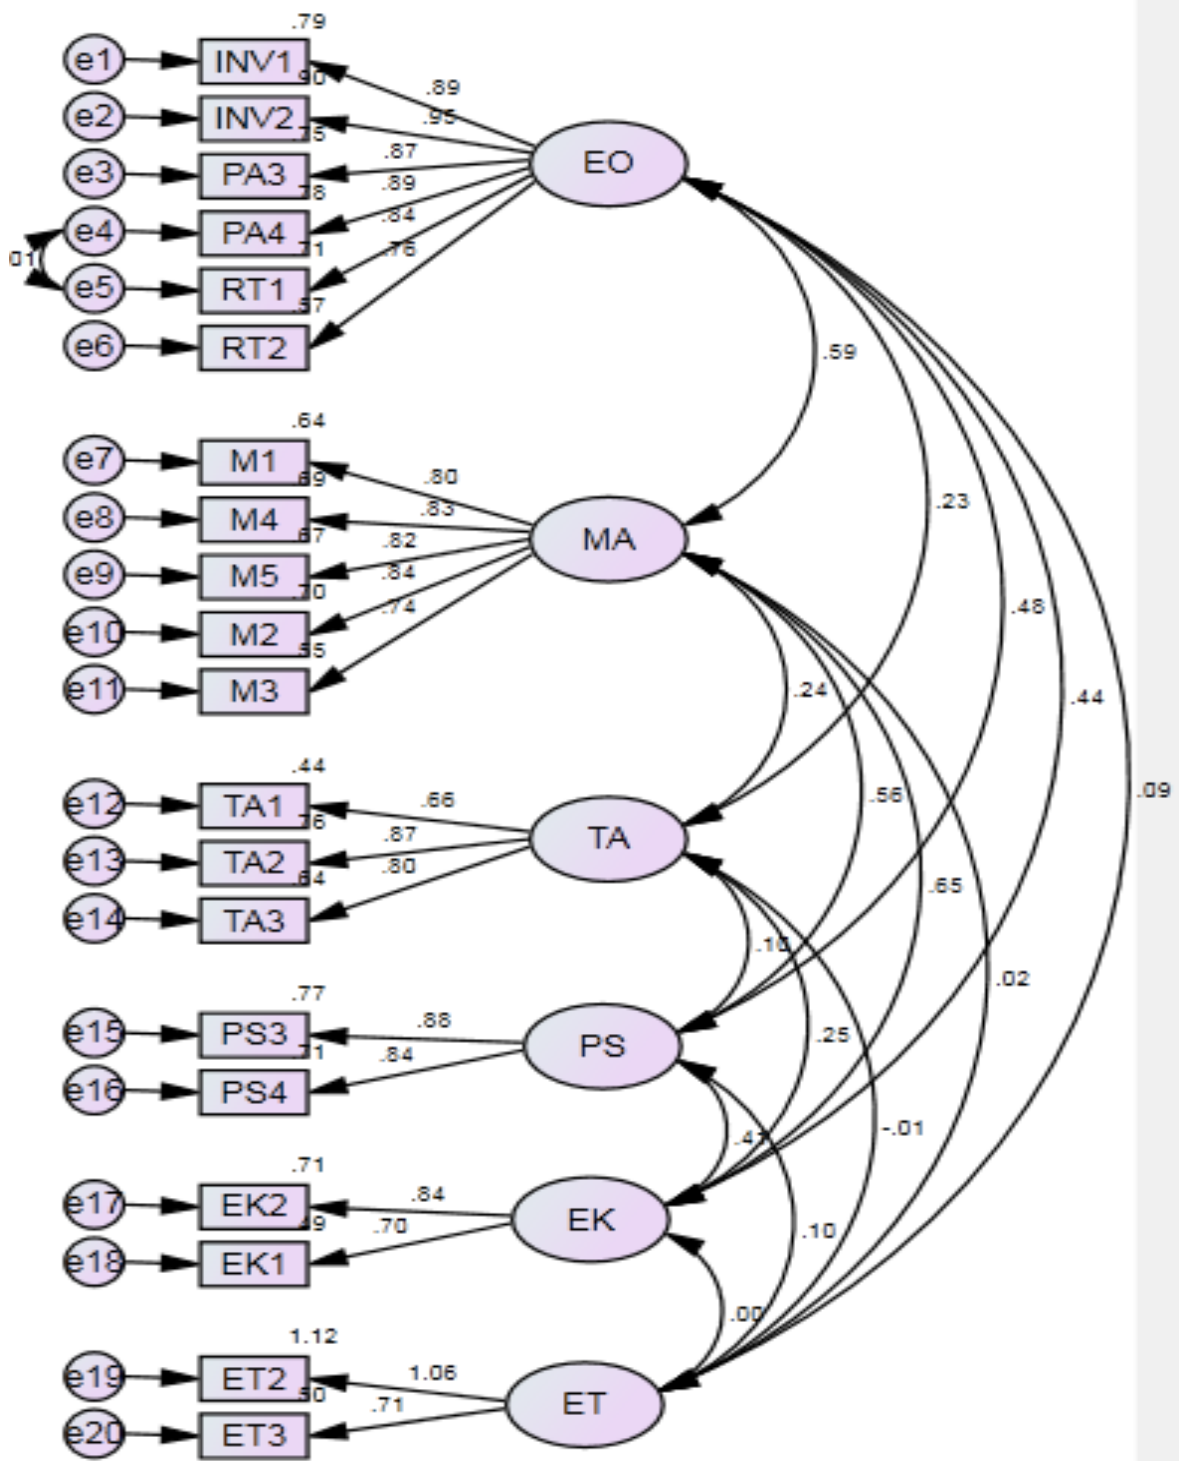 .79
e1 INV1 .90 .89
e2 INV2 .75 .95
e3 PA3 .78 .87 EO
e4 PA4 .71 .89
.84
01 .76
e5 RT1 .57
e6 RT2
.59
.64
e7 M1 .69 .80
e8 M4 .67 .83 MA
e9 M5 .70 .82
.84
e10 M2 .55 .74
e11 M3
.23
.48
.24
.44
.44
e12 TA1 .76 .66
e13 TA2 .64 .87 TA
e14 TA3 .80
.56
.09
.65
.10
.02
.77
e15 PS3 .71 .88 PS
e16 PS4 .84
.25
-.01
.41
.71
e17 EK2 .49 .84 EK
e18 EK1 .70
.10
.00
1.12
e19 ET2 .50 1.06 ET
e20 ET3 .71